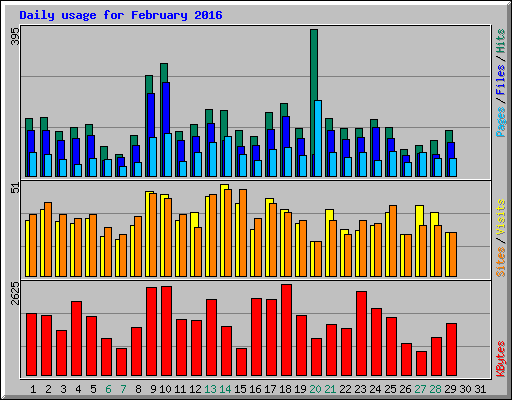 Daily usage for February 2016
395
Pages / Files / Hits
51
Sites / Visits
2625
KBytes
1 2 3 4 5 6 7 8 9 10 11 12 13 14 15 16 17 18 19 20 21 22 23 24 25 26 27 28 29 30 31